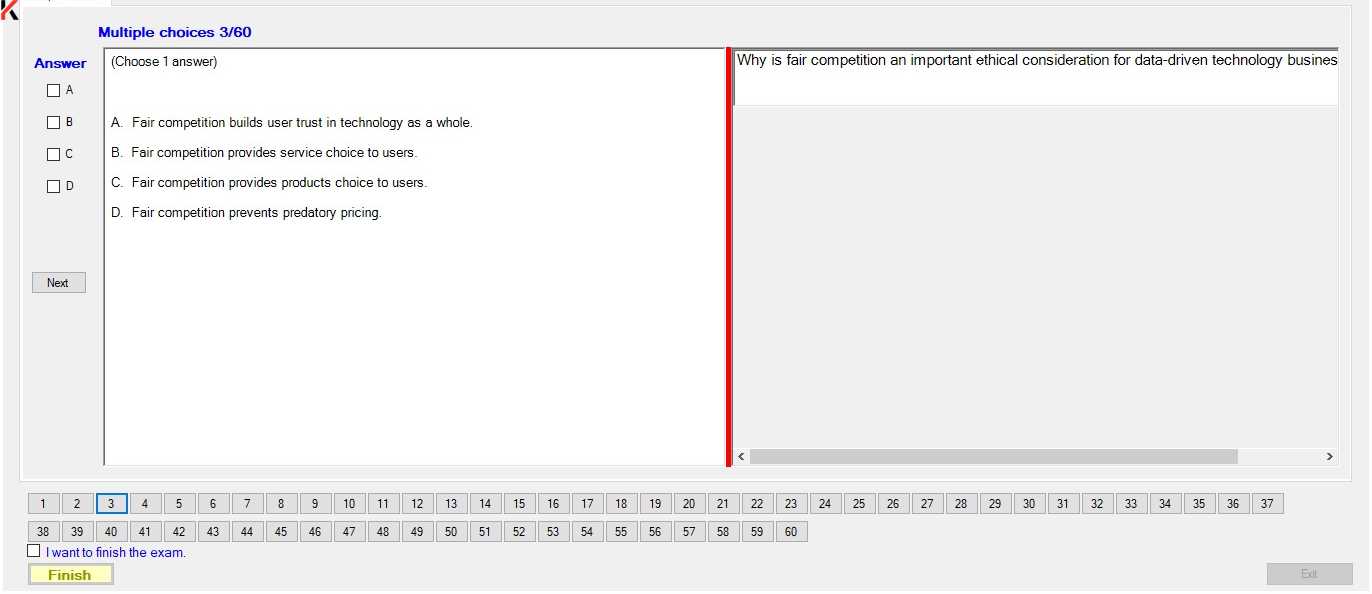 Multiple choices 3/60
Answer
A
B
C
D
Next
(Choose 1 answer)
A. Fair competition builds user trust in technology as a whole.
B. Fair competition provides service choice to users.
C. Fair competition provides products choice to users.
D. Fair competition prevents predatory pricing.
Why is fair competition an important ethical consideration for data-driven technology busines
1 2 3 4 5 6 7 8 9 10 11 12 13 14 15 16 17 18 19 20 21 22 23 24 25 26 27 28 29 30 31 32 33 34 35 36 37
38 39 40 41 42 43 44 45 46 47 48 49 50 51 52 53 54 55 56 57 58 59 60
I want to finish the exam.
Finish
Exit